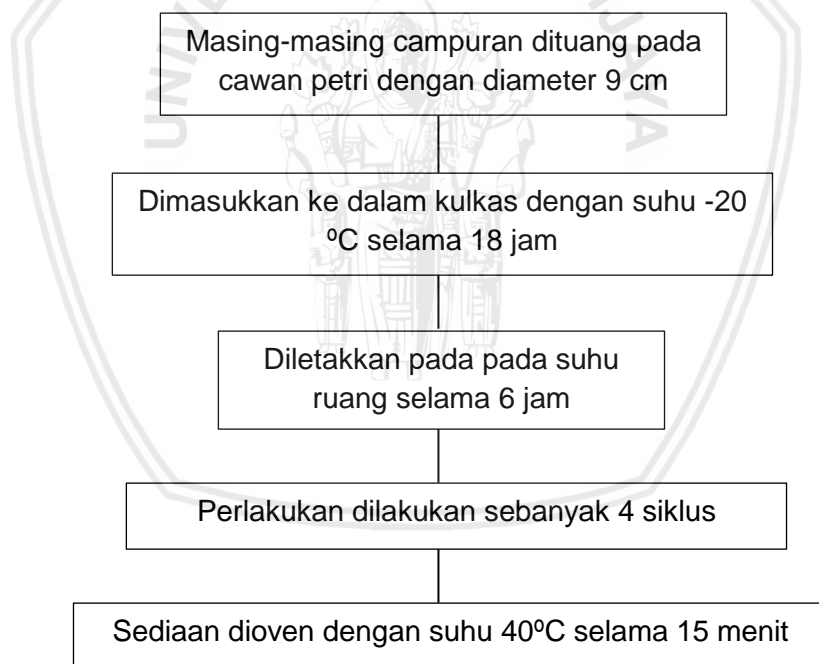 Masing-masing campuran dituang pada
cawan petri dengan diameter 9 cm
Dimasukkan ke dalam kulkas dengan suhu -20
ºC selama 18 jam
Diletakkan pada pada suhu
ruang selama 6 jam
Perlakukan dilakukan sebanyak 4 siklus
Sediaan dioven dengan suhu 40ºC selama 15 menit